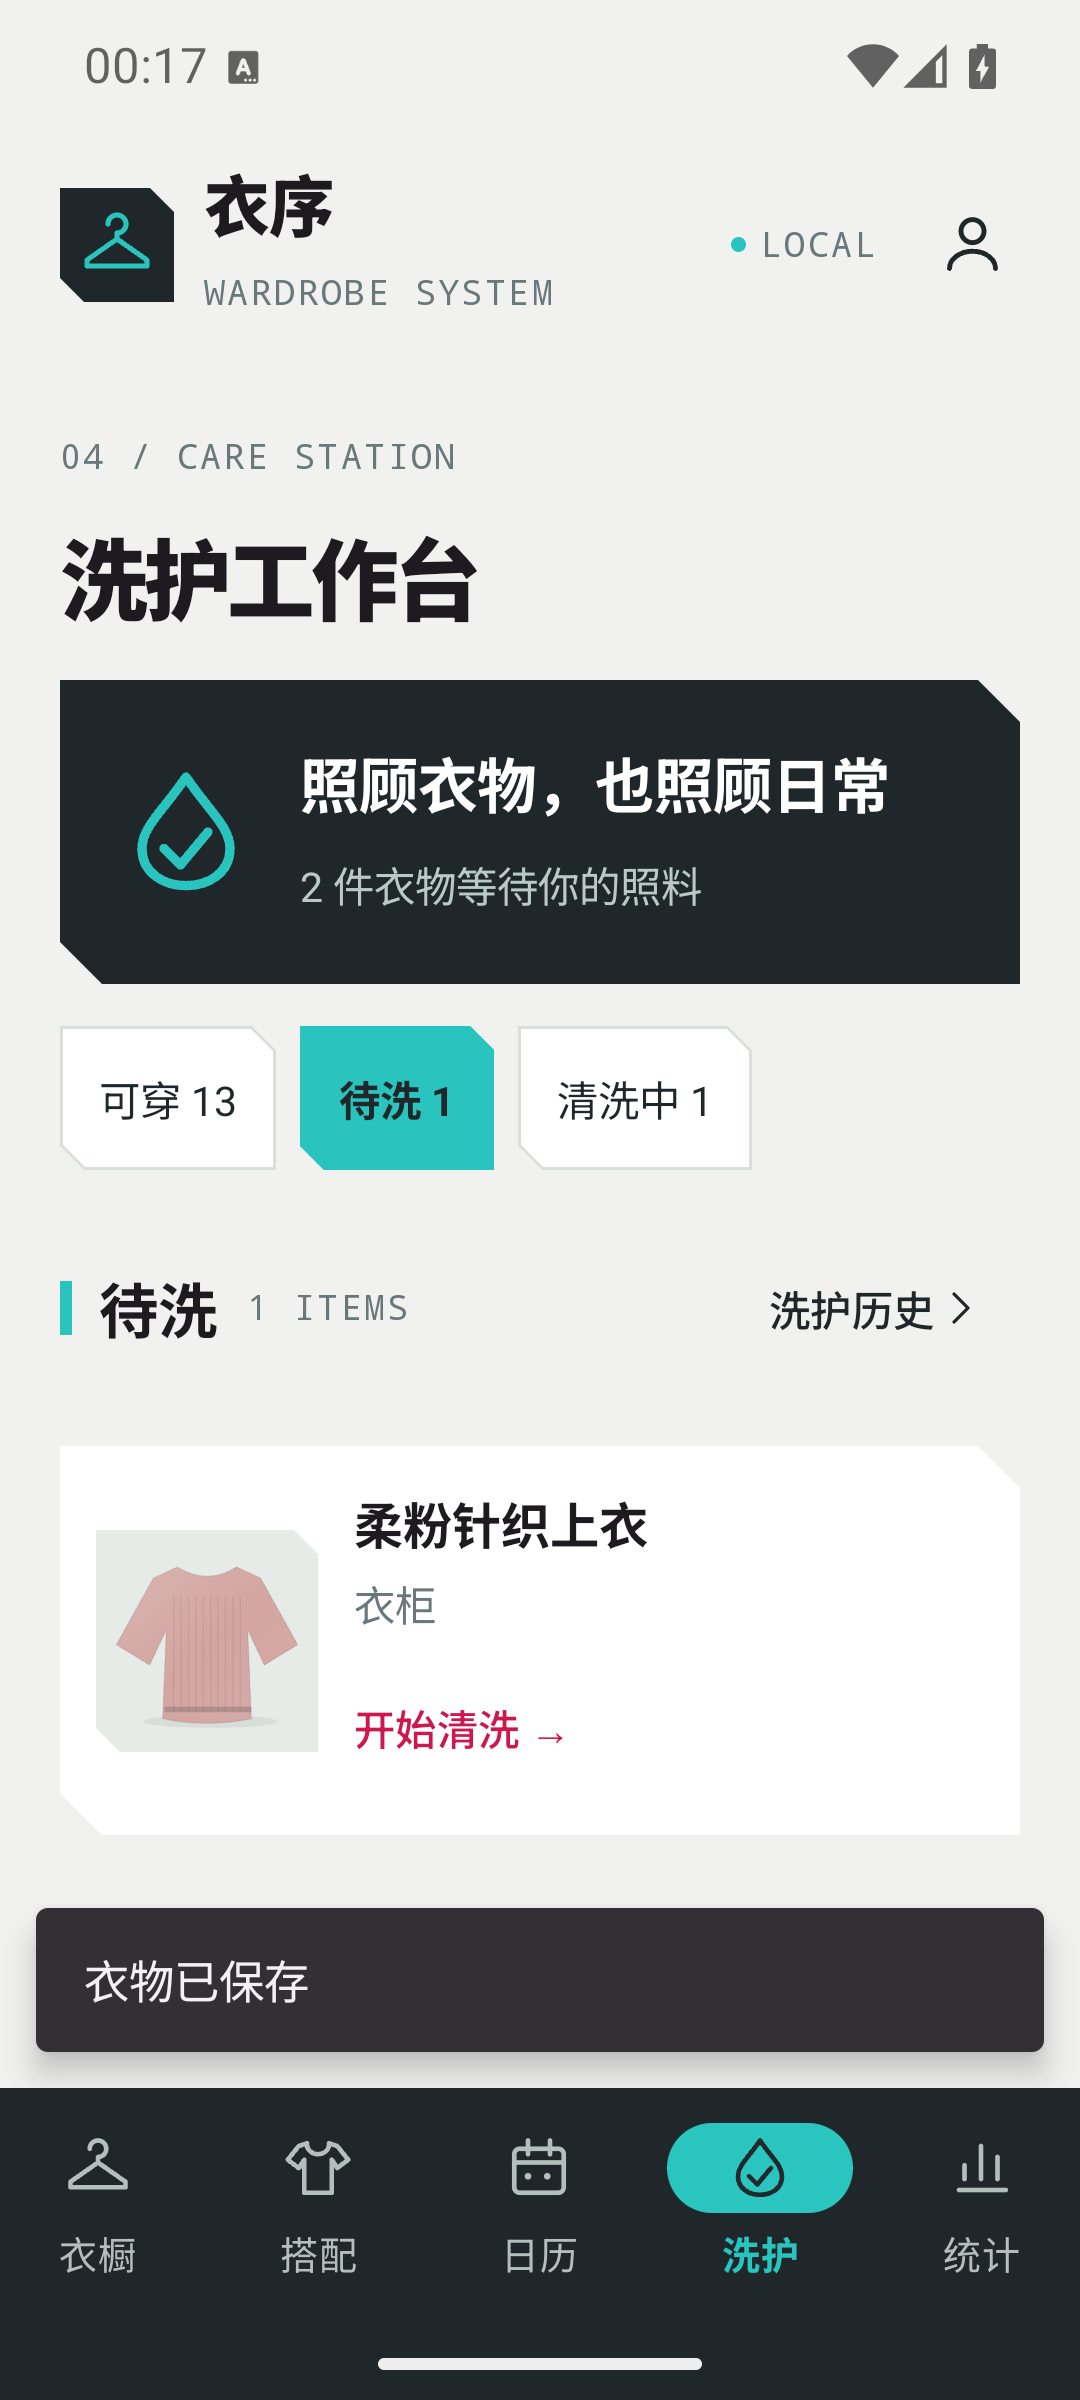 00:17
衣序
WARDROBE SYSTEM
LOCAL
04 / CARE STATION
洗护工作台
照顾衣物，也照顾日常
2 件衣物等待你的照料
可穿 13
待洗 1
清洗中 1
待洗 1 ITEMS
洗护历史
柔粉针织上衣
衣柜
开始清洗 →
衣物已保存
衣橱
搭配
日历
洗护
统计